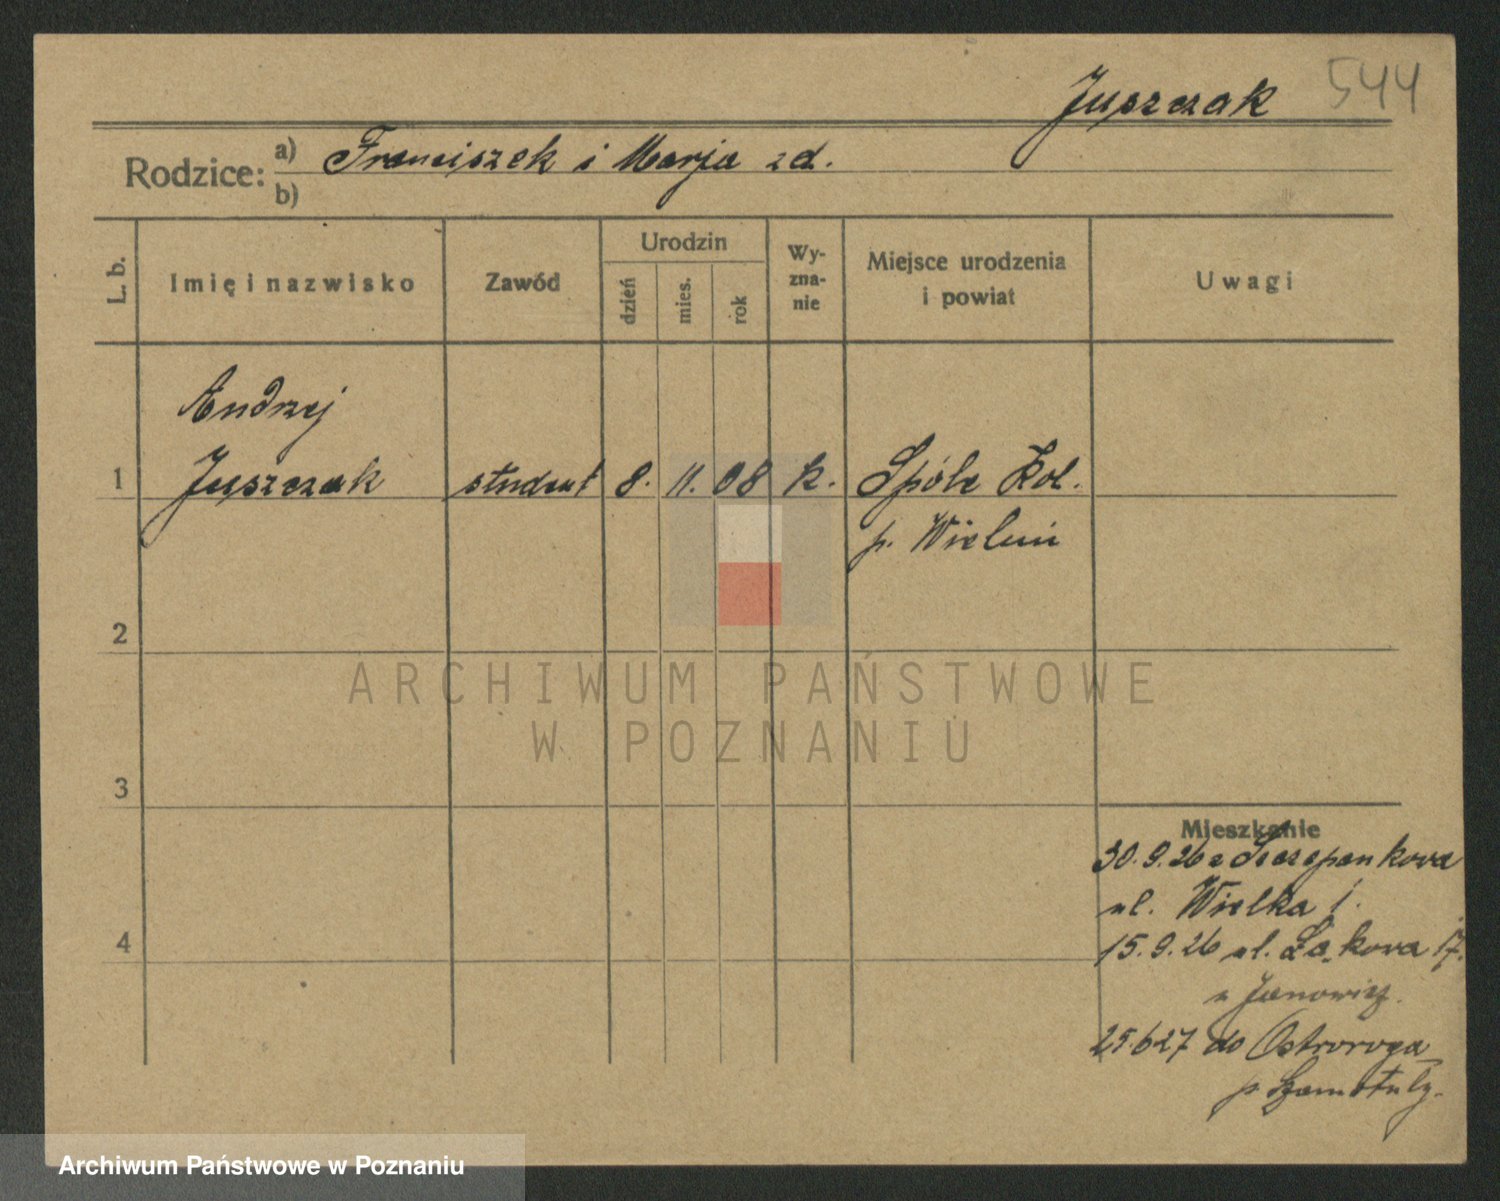 Juszczak 544
Rodzice: a) Franciszek i Marja zd.
b)
L. b. Imię i nazwisko Zawód Urodzin dzień mies. rok Wy-zna-nie Miejsce urodzenia i powiat Uwagi
Andrzej
1 Juszczak student 8. 11. 08 k. Kol.
p. Wieluń
2
ARCHIWUM PAŃSTWOWE
W POZNANIU
3
Mieszkanie
30.9.26 z Szczepankowa
ul. Wielka 1.
4 15.9.26 ul. Łąkowa 17.
u
25.6.27 do Ostroroga
p. Szamotuły.
Archiwum Państwowe w Poznaniu